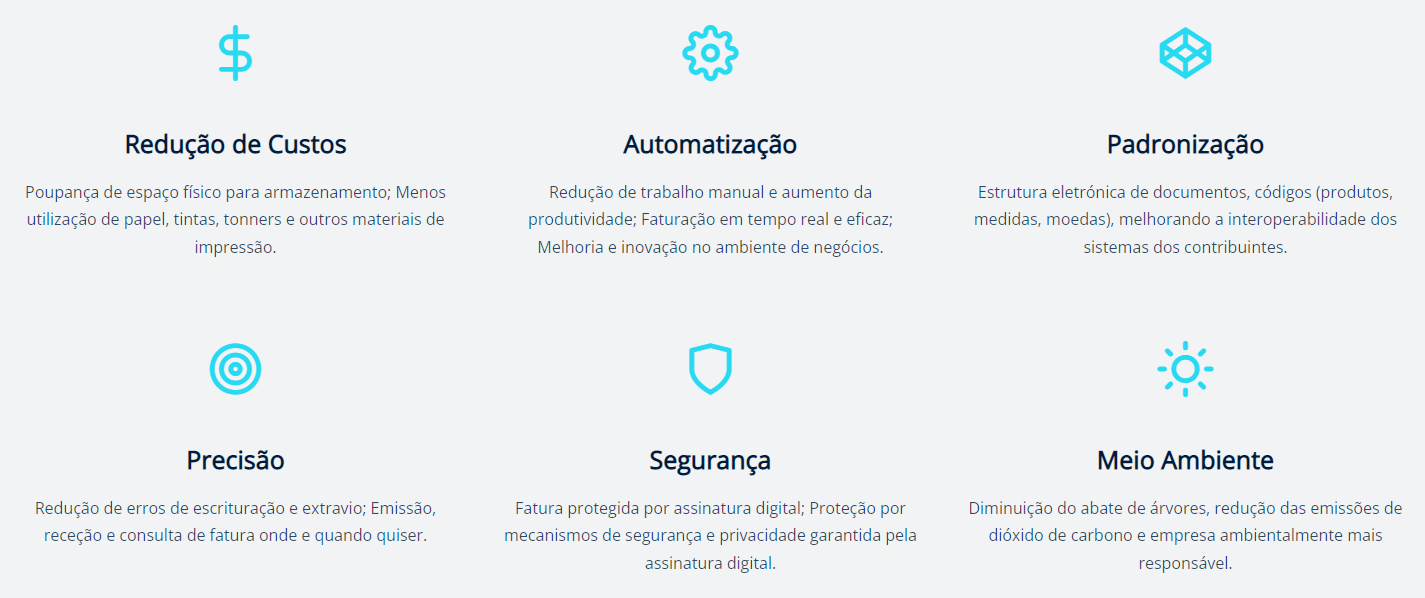 Redução de Custos
Poupança de espaço físico para armazenamento; Menos
utilização de papel, tintas, tonners e outros materiais de
impressão.
Automatização
Redução de trabalho manual e aumento da
produtividade; Faturação em tempo real e eficaz;
Melhoria e inovação no ambiente de negócios.
Padronização
Estrutura eletrónica de documentos, códigos (produtos,
medidas, moedas), melhorando a interoperabilidade dos
sistemas dos contribuintes.
Precisão
Redução de erros de escrituração e extravio; Emissão,
receção e consulta de fatura onde e quando quiser.
Segurança
Fatura protegida por assinatura digital; Proteção por
mecanismos de segurança e privacidade garantida pela
assinatura digital.
Meio Ambiente
Diminuição do abate de árvores, redução das emissões de
dióxido de carbono e empresa ambientalmente mais
responsável.